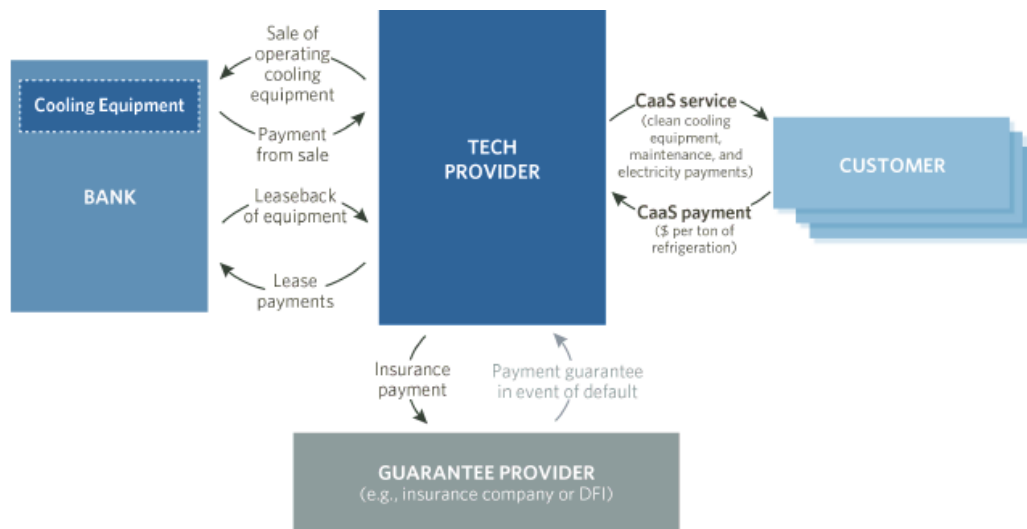 Sale of
operating
cooling
equipment
Cooling Equipment
Payment
from sale
BANK
Leaseback
of equipment
Lease
payments
TECH
PROVIDER
CaaS service
(clean cooling
equipment,
maintenance, and
electricity payments)
CaaS payment
($ per ton of
refrigeration)
CUSTOMER
Insurance
payment
Payment guarantee
in event of default
GUARANTEE PROVIDER
(e.g., insurance company or DFI)